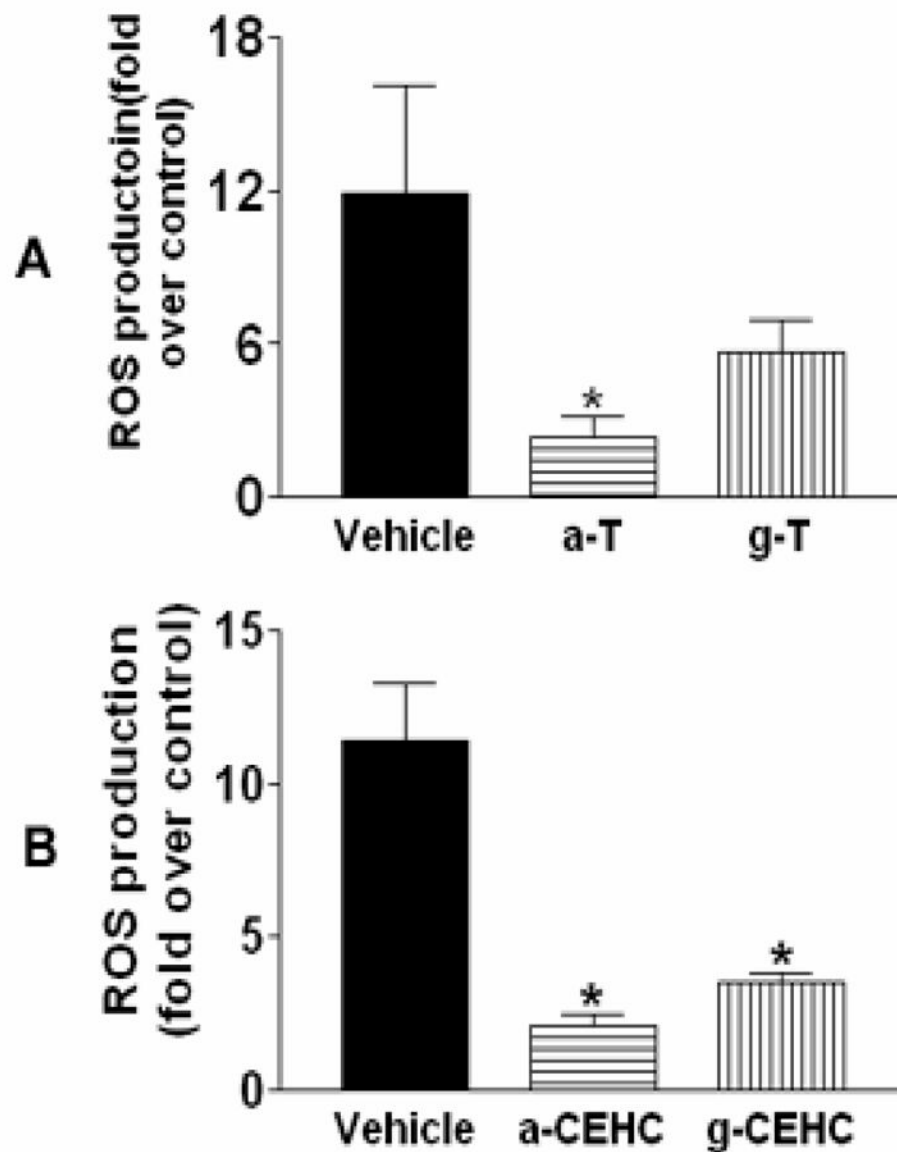 A
ROS productoin(fold
over control)
18
12
6
0
*
Vehicle a-T g-T
B
ROS production
(fold over control)
15
10
5
0
*
*
Vehicle a-CEHC g-CEHC